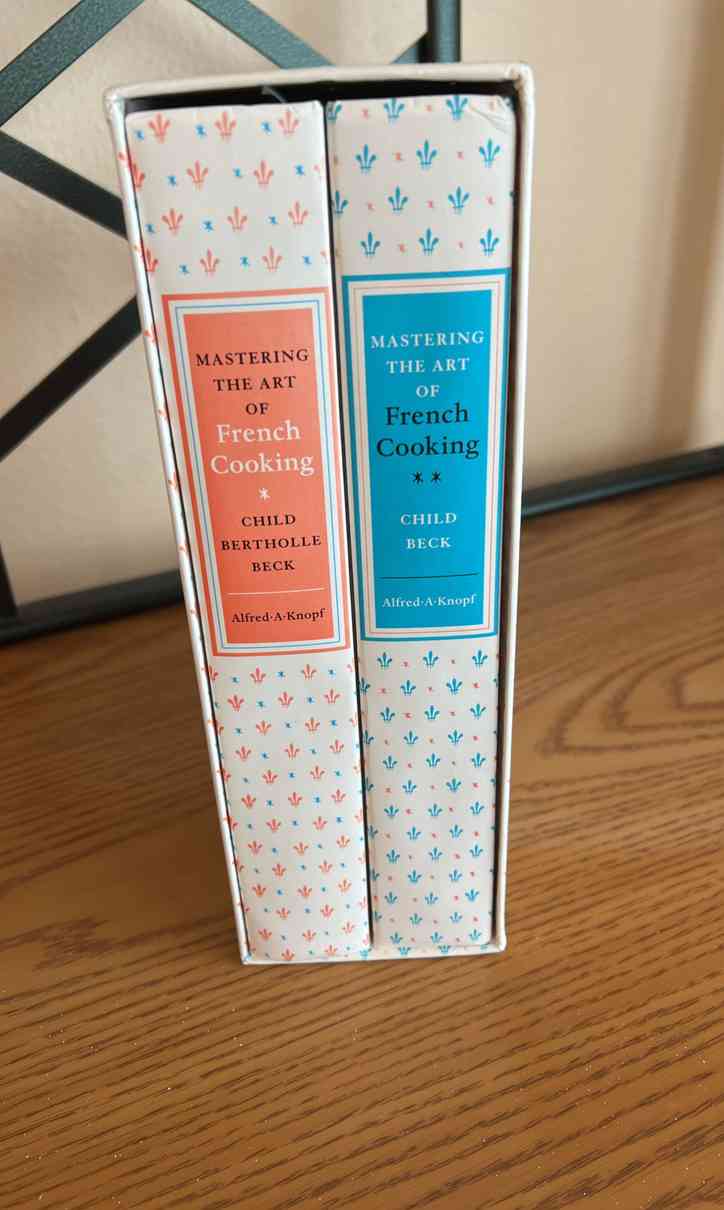 MASTERING
THE ART
OF
French
Cooking
*
CHILD
BERTHOLLE
BECK
Alfred·A·Knopf
MASTERING
THE ART
OF
French
Cooking
* *
CHILD
BECK
Alfred·A·Knopf